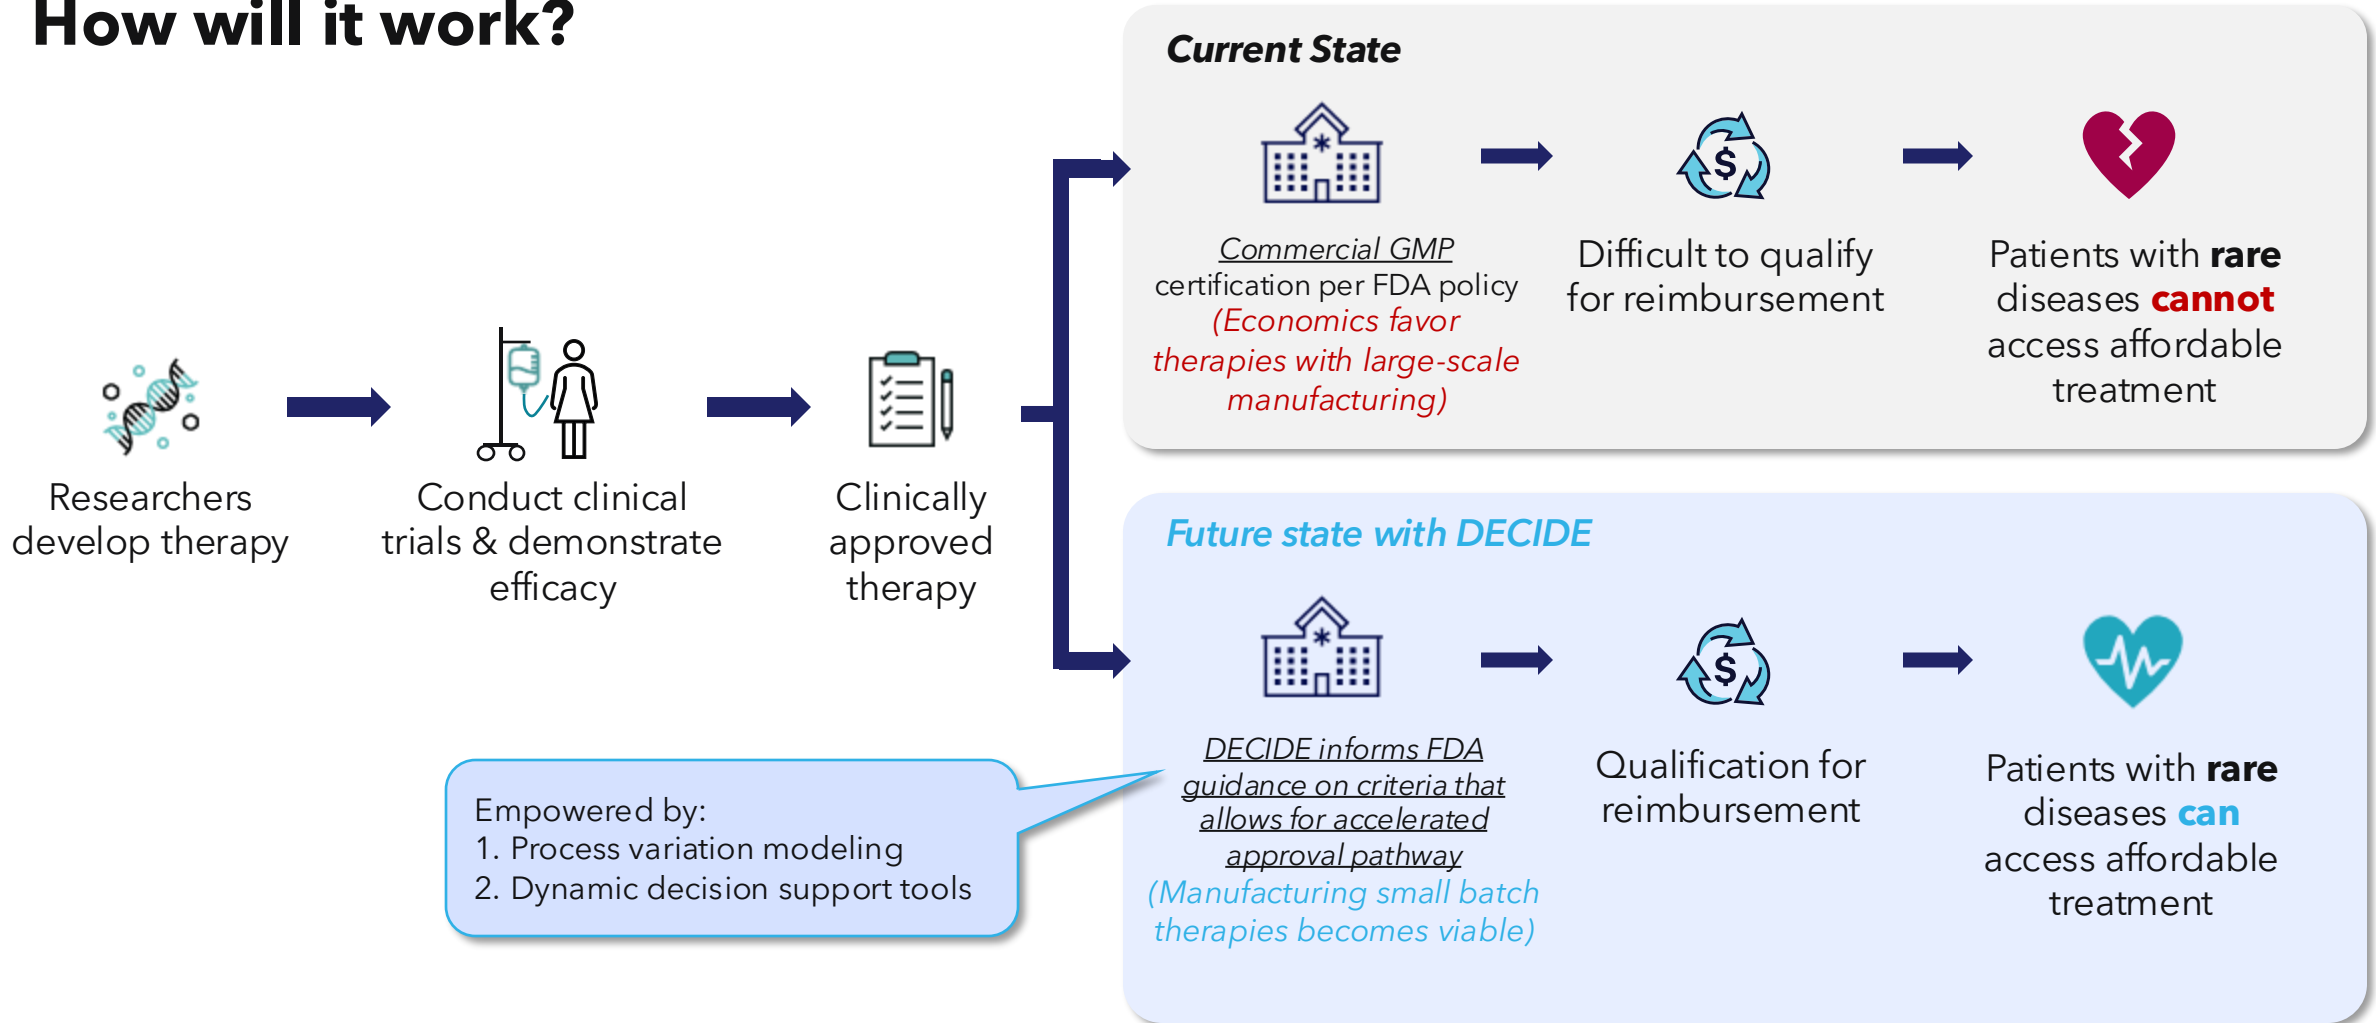 How will it work?
Researchers
develop therapy
Conduct clinical
trials & demonstrate
efficacy
Clinically
approved
therapy
Current State
Commercial GMP
certification per FDA policy
(Economics favor
therapies with large-scale
manufacturing)
$
Difficult to qualify
for reimbursement
Patients with rare
diseases cannot
access affordable
treatment
Future state with DECIDE
DECIDE informs FDA
guidance on criteria that
allows for accelerated
approval pathway
(Manufacturing small batch
therapies becomes viable)
$
Qualification for
reimbursement
Patients with rare
diseases can
access affordable
treatment
Empowered by:
1. Process variation modeling
2. Dynamic decision support tools